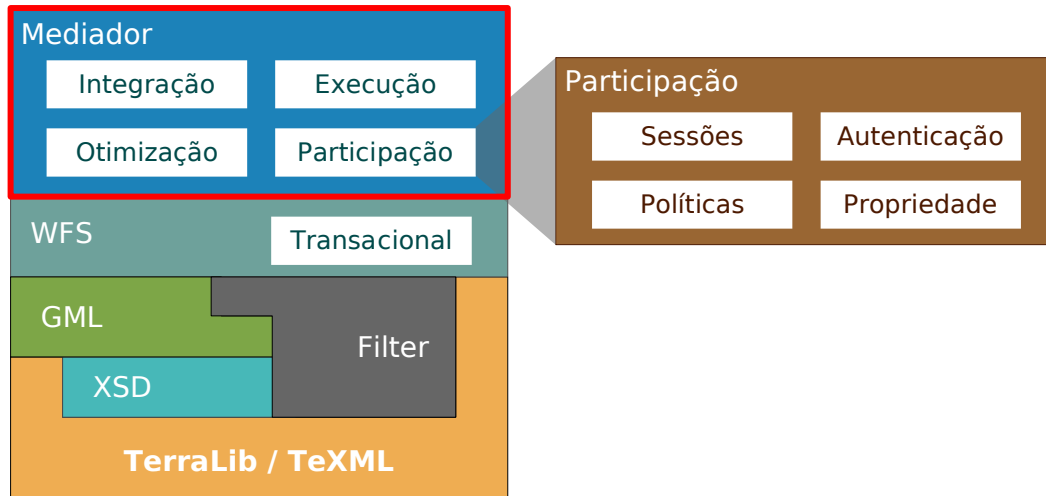 Mediador
Integração
Execução
Otimização
Participação
Participação
Sessões
Autenticação
Políticas
Propriedade
WFS
Transacional
GML
Filter
XSD
TerraLib / TeXML